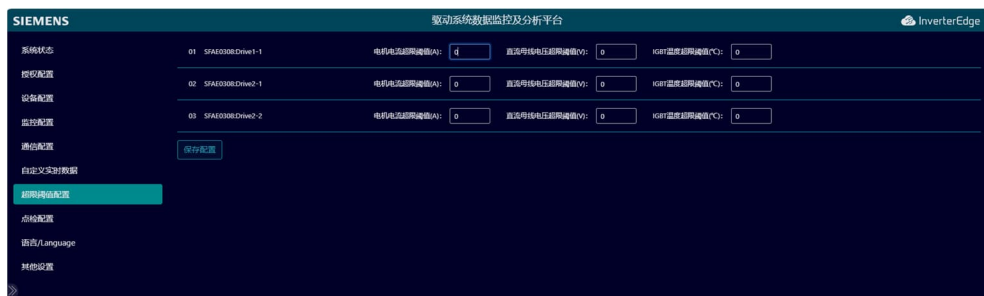 SIEMENS 驱动系统数据监控及分析平台 InverterEdge
系统状态
授权配置
设备配置
监控配置
通信配置
自定义实时数据
超限阈值配置
点检配置
语言/Language
其他设置
01 SFAE0308:Drive1-1 电机电流超限阈值(A): 0 直流母线电压超限阈值(V): 0 IGBT温度超限阈值(℃): 0
02 SFAE0308:Drive2-1 电机电流超限阈值(A): 0 直流母线电压超限阈值(V): 0 IGBT温度超限阈值(℃): 0
03 SFAE0308:Drive2-2 电机电流超限阈值(A): 0 直流母线电压超限阈值(V): 0 IGBT温度超限阈值(℃): 0
保存配置